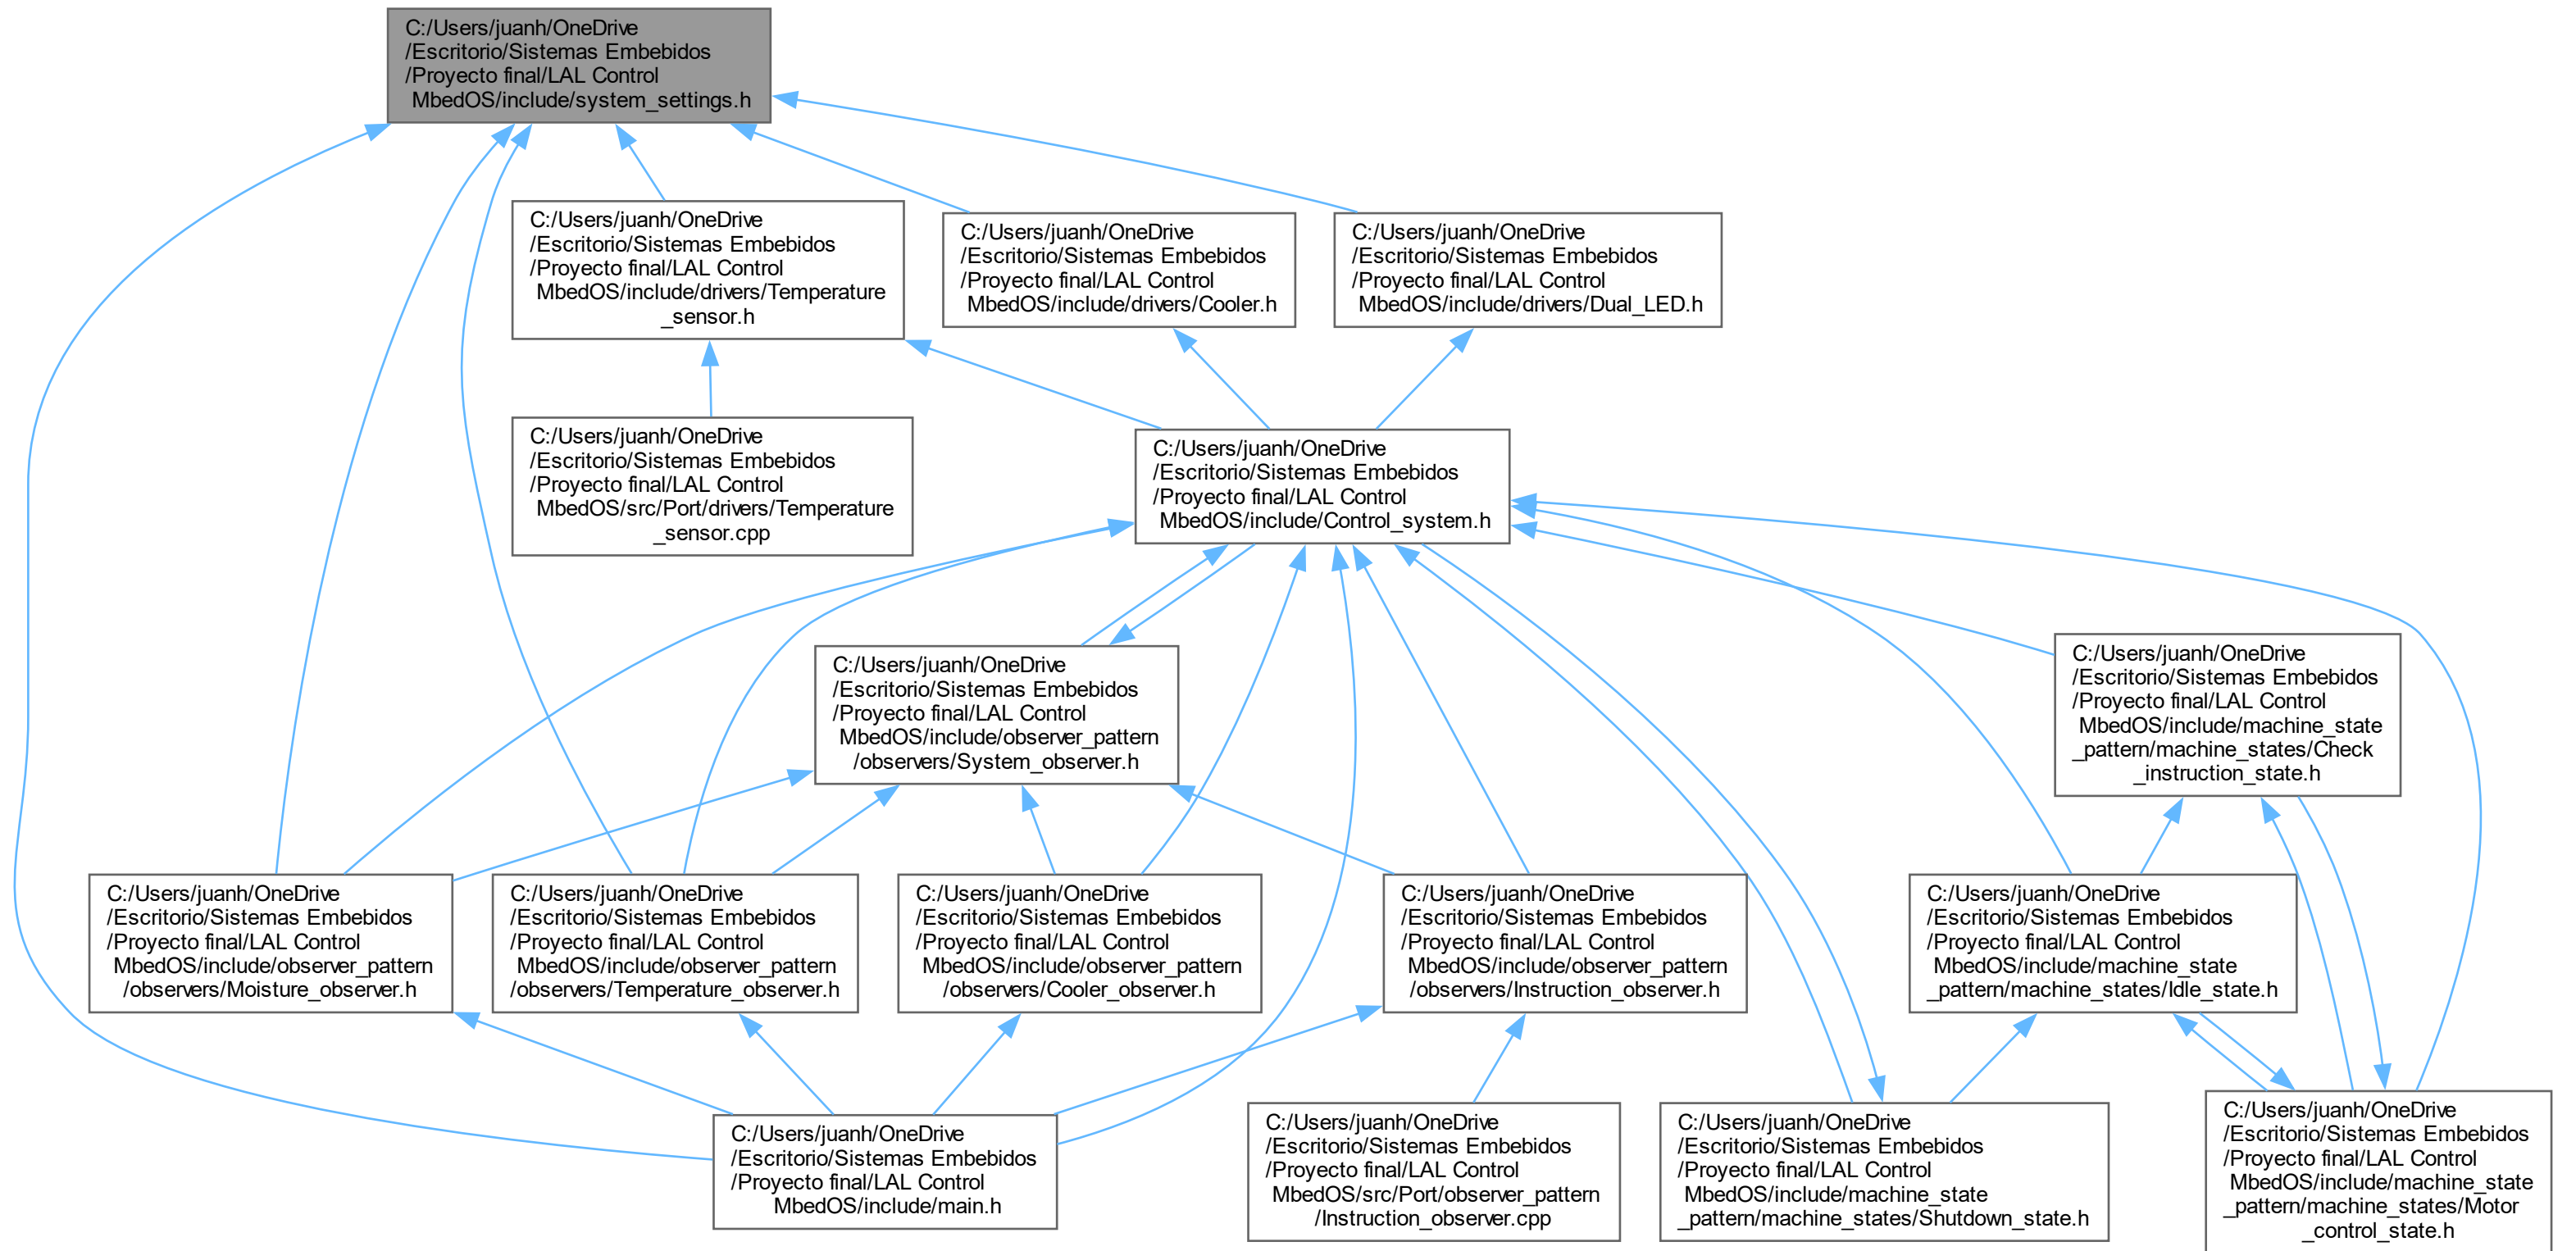 C:/Users/juanh/OneDrive
/Escritorio/Sistemas Embebidos
/Proyecto final/LAL Control
MbedOS/include/system_settings.h
C:/Users/juanh/OneDrive
/Escritorio/Sistemas Embebidos
/Proyecto final/LAL Control
MbedOS/include/drivers/Temperature
_sensor.h
C:/Users/juanh/OneDrive
/Escritorio/Sistemas Embebidos
/Proyecto final/LAL Control
MbedOS/include/drivers/Cooler.h
C:/Users/juanh/OneDrive
/Escritorio/Sistemas Embebidos
/Proyecto final/LAL Control
MbedOS/include/drivers/Dual_LED.h
C:/Users/juanh/OneDrive
/Escritorio/Sistemas Embebidos
/Proyecto final/LAL Control
MbedOS/src/Port/drivers/Temperature
_sensor.cpp
C:/Users/juanh/OneDrive
/Escritorio/Sistemas Embebidos
/Proyecto final/LAL Control
MbedOS/include/Control_system.h
C:/Users/juanh/OneDrive
/Escritorio/Sistemas Embebidos
/Proyecto final/LAL Control
MbedOS/include/observer_pattern
/observers/System_observer.h
C:/Users/juanh/OneDrive
/Escritorio/Sistemas Embebidos
/Proyecto final/LAL Control
MbedOS/include/machine_state
_pattern/machine_states/Check
_instruction_state.h
C:/Users/juanh/OneDrive
/Escritorio/Sistemas Embebidos
/Proyecto final/LAL Control
MbedOS/include/observer_pattern
/observers/Moisture_observer.h
C:/Users/juanh/OneDrive
/Escritorio/Sistemas Embebidos
/Proyecto final/LAL Control
MbedOS/include/observer_pattern
/observers/Temperature_observer.h
C:/Users/juanh/OneDrive
/Escritorio/Sistemas Embebidos
/Proyecto final/LAL Control
MbedOS/include/observer_pattern
/observers/Cooler_observer.h
C:/Users/juanh/OneDrive
/Escritorio/Sistemas Embebidos
/Proyecto final/LAL Control
MbedOS/include/observer_pattern
/observers/Instruction_observer.h
C:/Users/juanh/OneDrive
/Escritorio/Sistemas Embebidos
/Proyecto final/LAL Control
MbedOS/include/machine_state
_pattern/machine_states/Idle_state.h
C:/Users/juanh/OneDrive
/Escritorio/Sistemas Embebidos
/Proyecto final/LAL Control
MbedOS/include/main.h
C:/Users/juanh/OneDrive
/Escritorio/Sistemas Embebidos
/Proyecto final/LAL Control
MbedOS/src/Port/observer_pattern
/Instruction_observer.cpp
C:/Users/juanh/OneDrive
/Escritorio/Sistemas Embebidos
/Proyecto final/LAL Control
MbedOS/include/machine_state
_pattern/machine_states/Shutdown_state.h
C:/Users/juanh/OneDrive
/Escritorio/Sistemas Embebidos
/Proyecto final/LAL Control
MbedOS/include/machine_state
_pattern/machine_states/Motor
_control_state.h